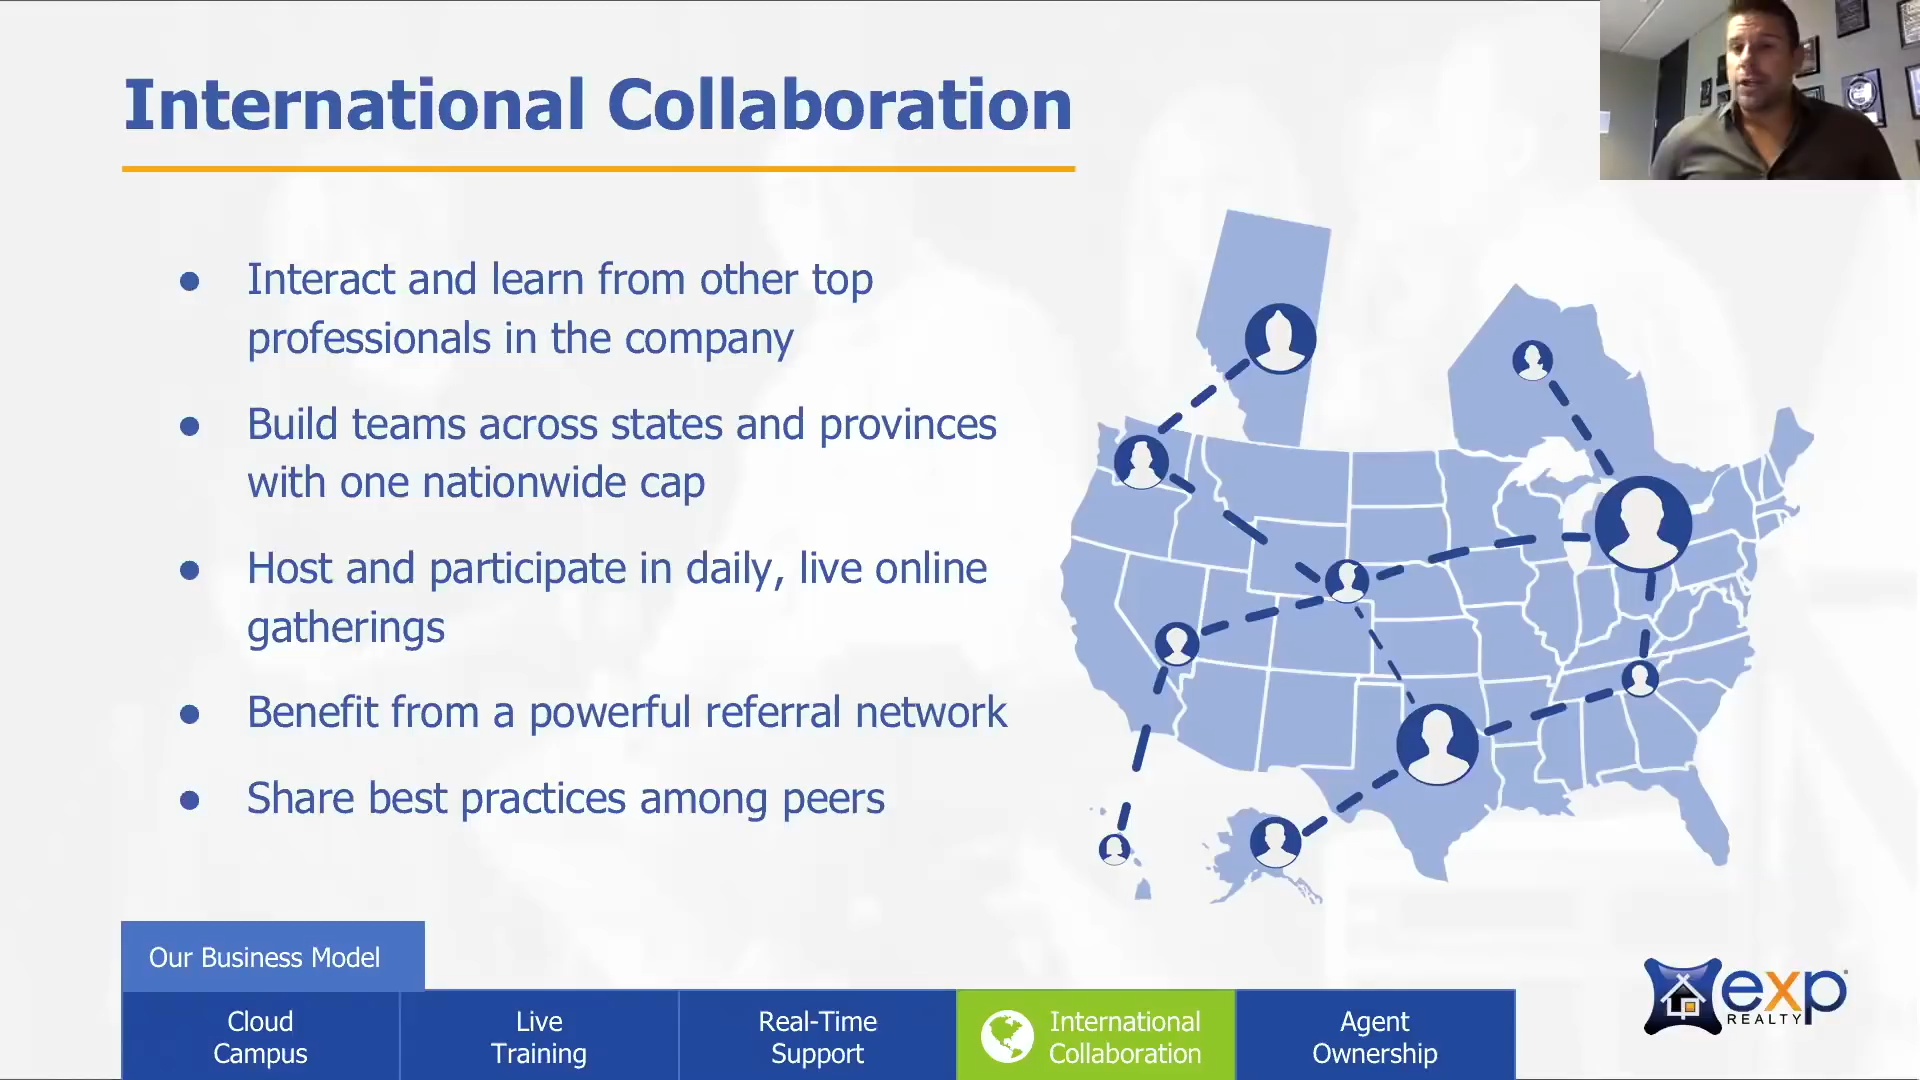 International Collaboration
Interact and learn from other top
professionals in the company
Build teams across states and provinces
with one nationwide cap
Host and participate in daily, live online
gatherings
Benefit from a powerful referral network
Share best practices among peers
Our Business Model
Cloud
Campus
Live
Training
Real-Time
Support
International
Collaboration
Agent
Ownership
exp
REALTY